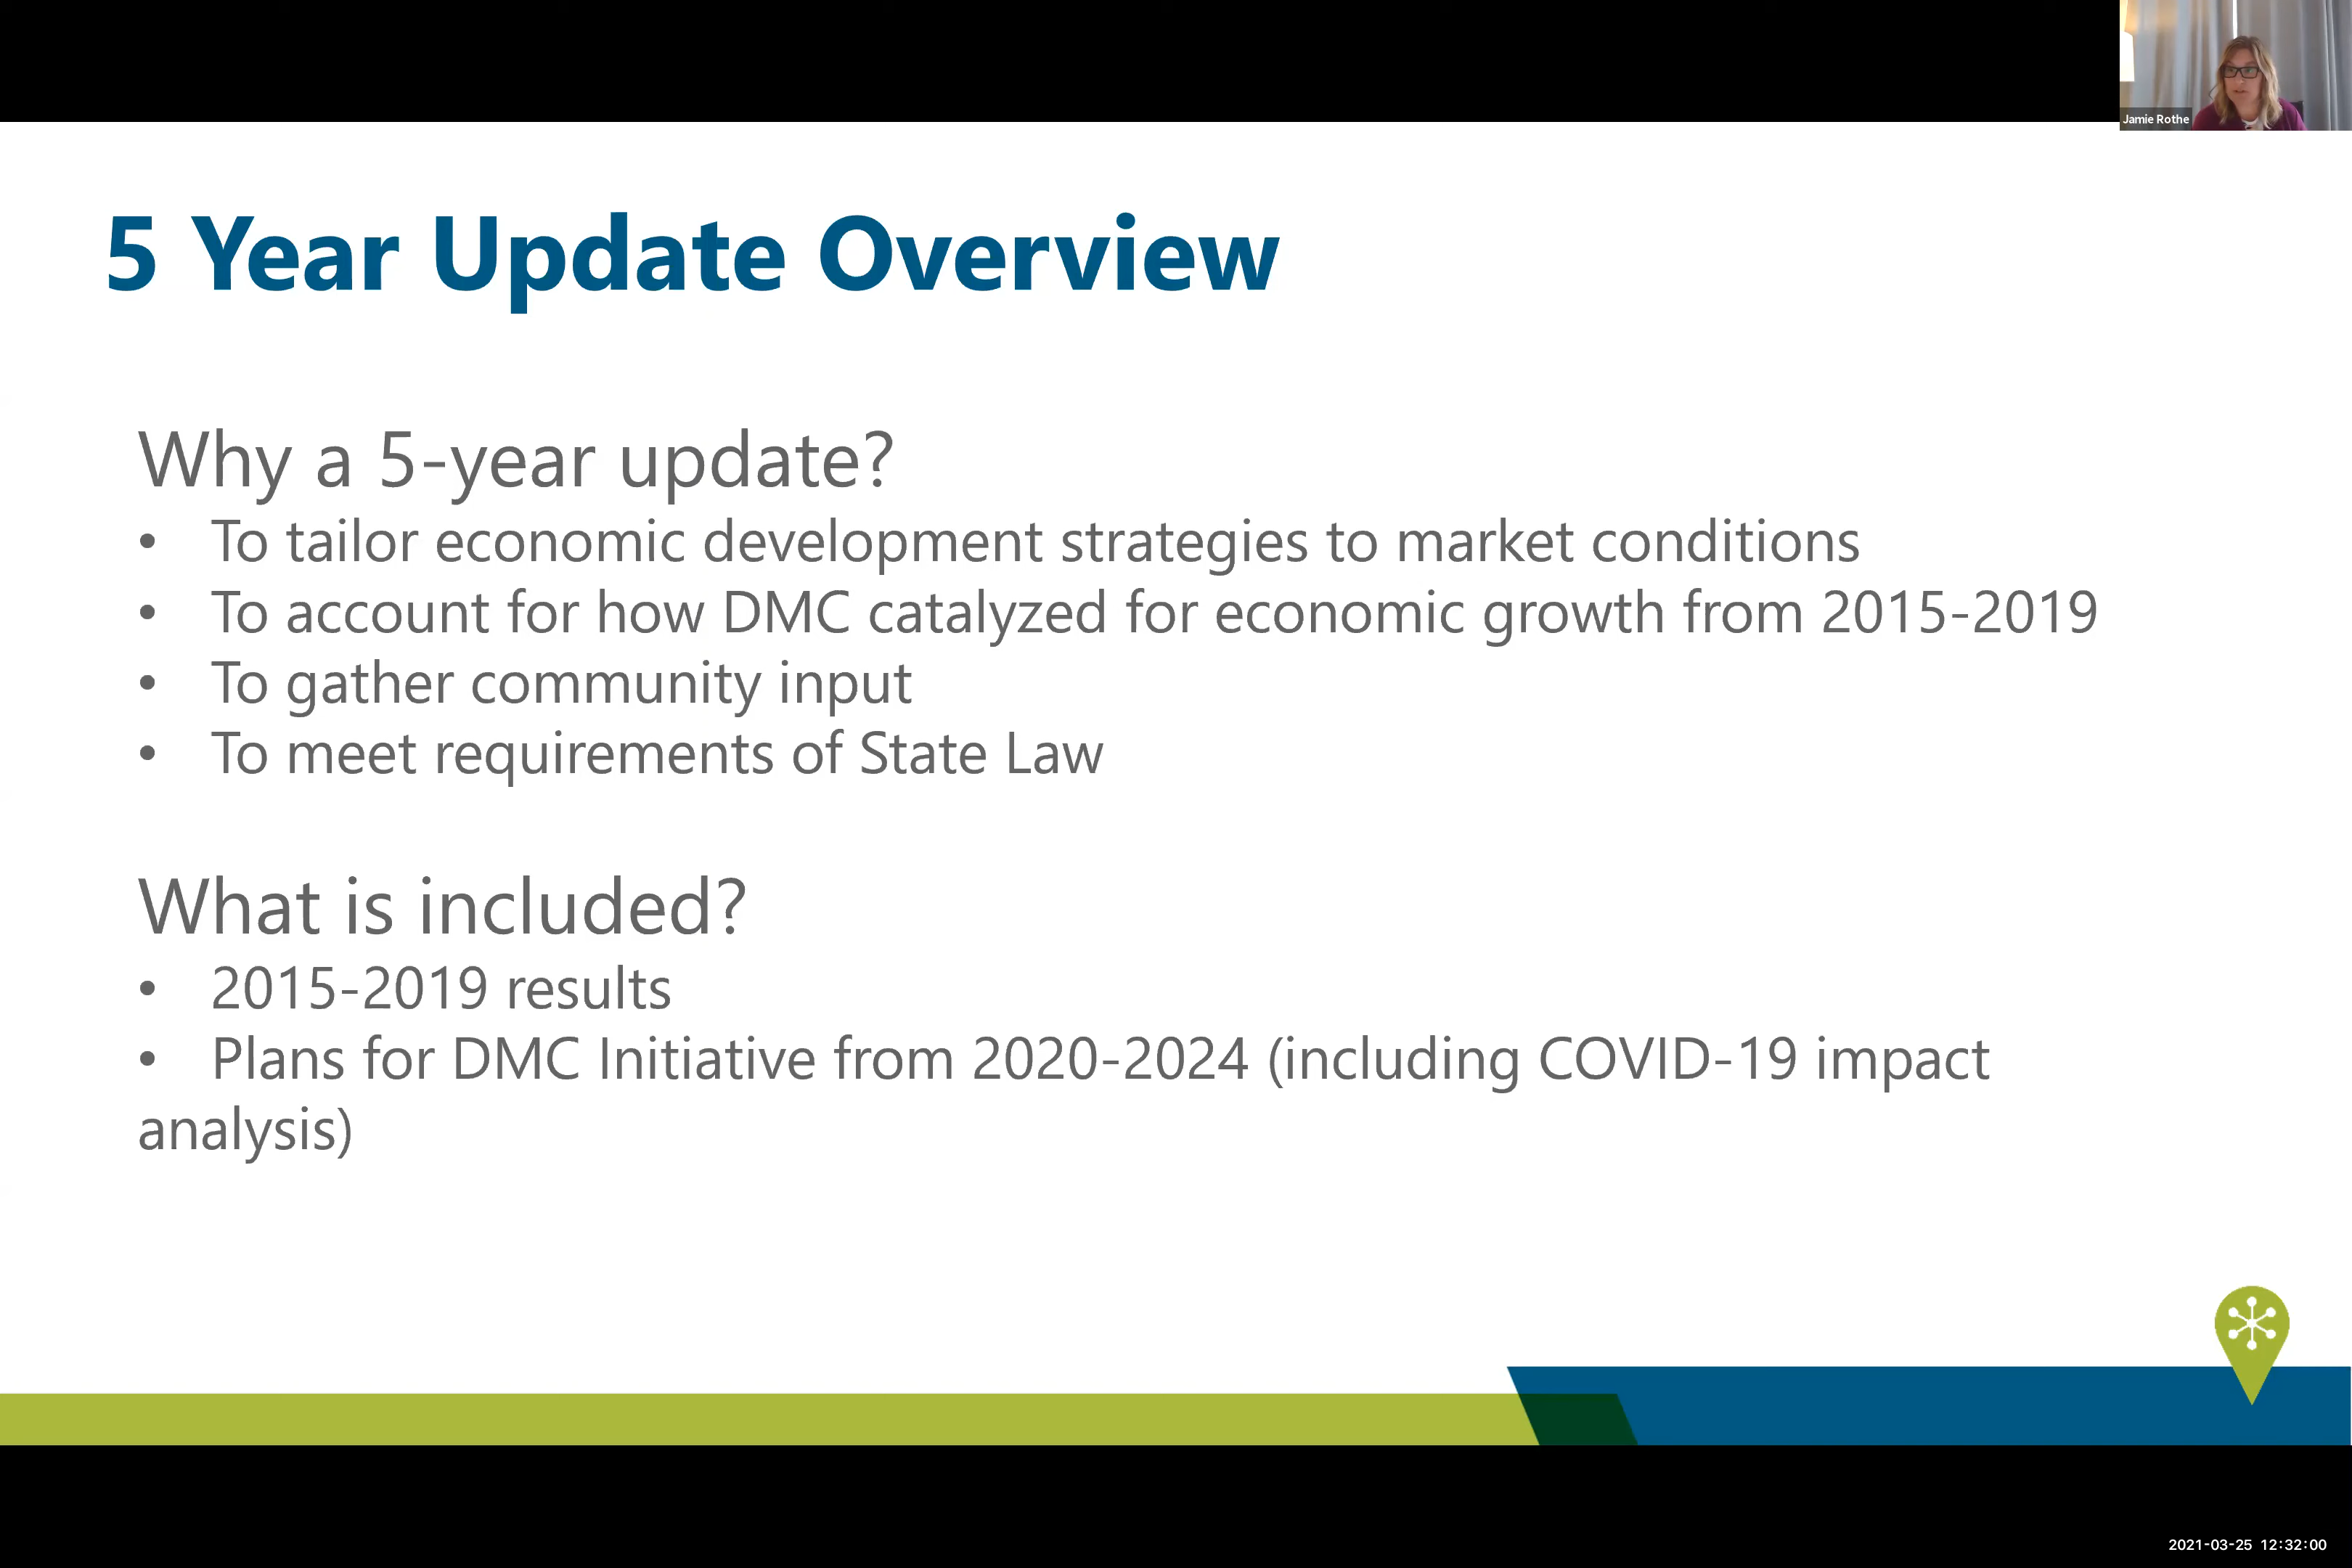 Jamie Rothe
5 Year Update Overview
Why a 5-year update?
• To tailor economic development strategies to market conditions
• To account for how DMC catalyzed for economic growth from 2015-2019
• To gather community input
• To meet requirements of State Law
What is included?
• 2015-2019 results
• Plans for DMC Initiative from 2020-2024 (including COVID-19 impact
analysis)
2021-03-25 12:32:00